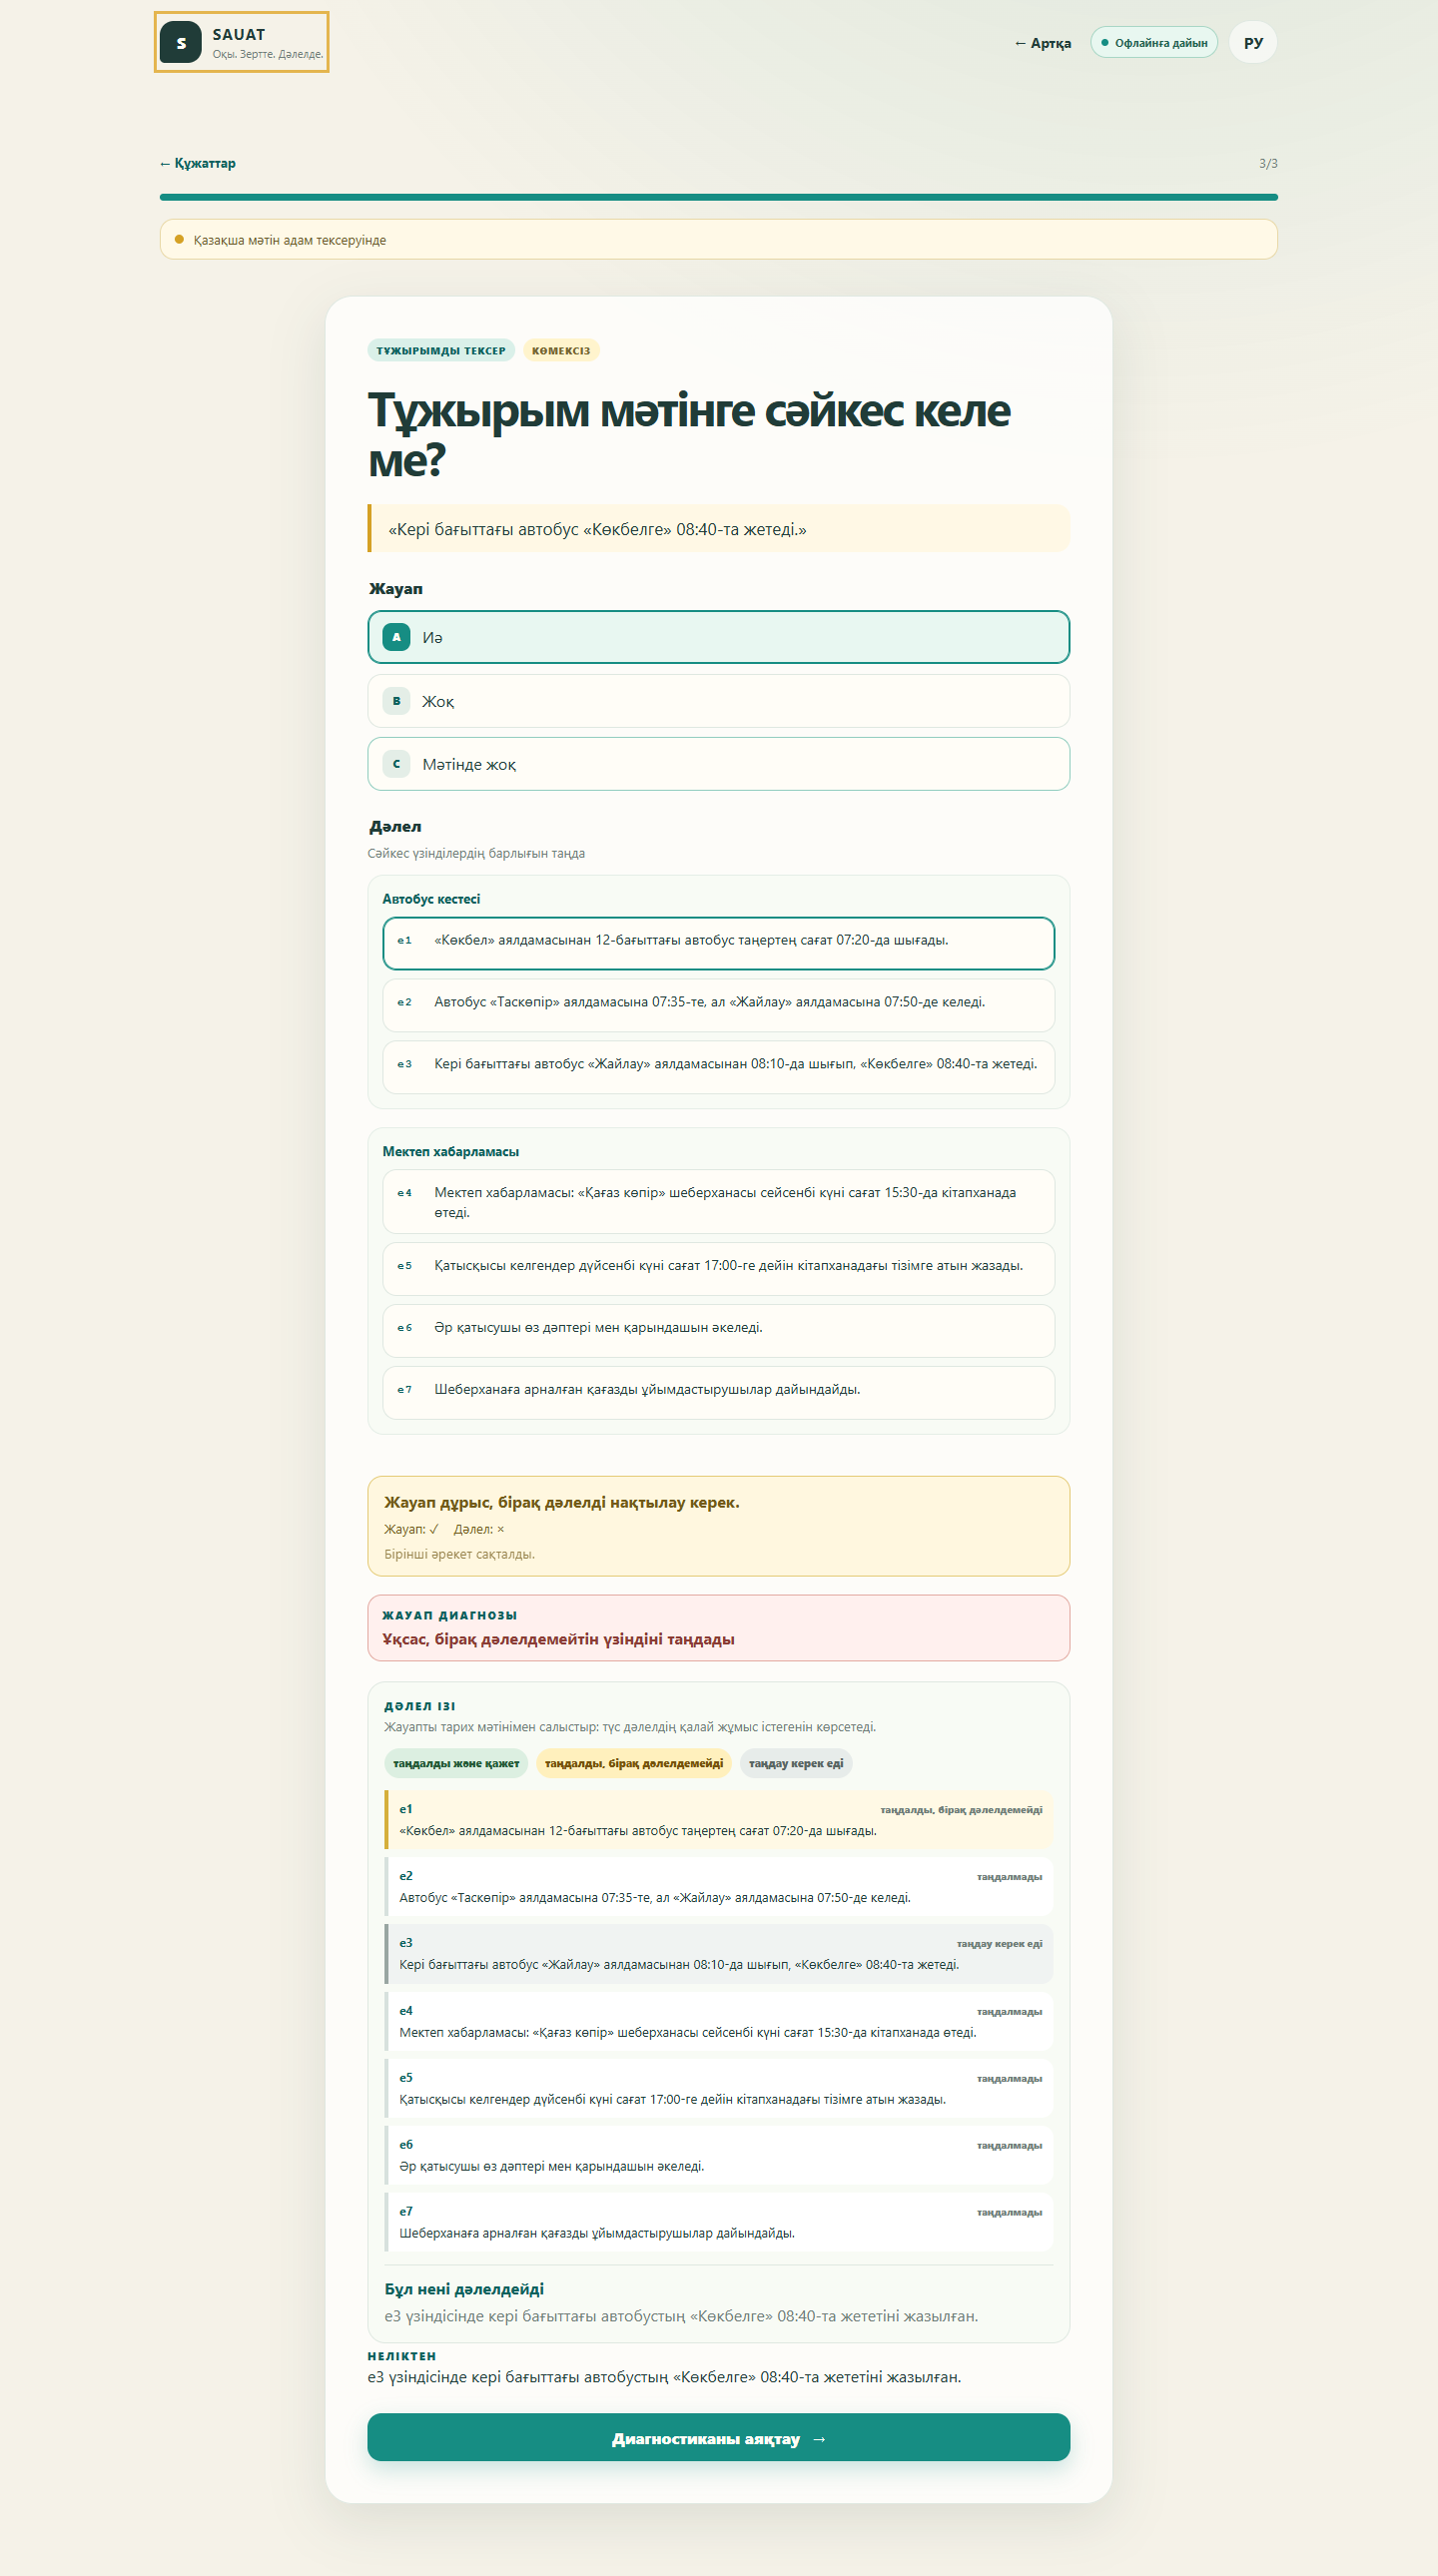 S
SAUAT
Оқы. Зертте. Дәлелде.
← Артқа
Офлайнға дайын
РУ
← Құжаттар
3/3
Қазақша мәтін адам тексеруінде
ТҰЖЫРЫМДЫ ТЕКСЕР
КӨМЕКСІЗ
Тұжырым мәтінге сәйкес келе
ме?
«Кері бағыттағы автобус «Көкбелге» 08:40-та жетеді.»
Жауап
A Иә
B Жоқ
C Мәтінде жоқ
Дәлел
Сәйкес үзінділердің барлығын таңда
Автобус кестесі
e1 «Көкбел» аялдамасынан 12-бағыттағы автобус таңертең сағат 07:20-да шығады.
e2 Автобус «Таскөпір» аялдамасына 07:35-те, ал «Жайлау» аялдамасына 07:50-де келеді.
e3 Кері бағыттағы автобус «Жайлау» аялдамасынан 08:10-да шығып, «Көкбелге» 08:40-та жетеді.
Мектеп хабарламасы
e4 Мектеп хабарламасы: «Қағаз көпір» шеберханасы сейсенбі күні сағат 15:30-да кітапханада
өтеді.
e5 Қатысқысы келгендер дүйсенбі күні сағат 17:00-ге дейін кітапханадағы тізімге атын жазады.
e6 Әр қатысушы өз дәптері мен қарындашын әкеледі.
e7 Шеберханаға арналған қағазды ұйымдастырушылар дайындайды.
Жауап дұрыс, бірақ дәлелді нақтылау керек.
Жауап: ✓ Дәлел: ×
Бірінші әрекет сақталды.
ЖАУАП ДИАГНОЗЫ
Ұқсас, бірақ дәлелдемейтін үзіндіні таңдады
ДӘЛЕЛ ІЗІ
Жауапты тарих мәтінімен салыстыр: түс дәлелдің қалай жұмыс істегенін көрсетеді.
таңдалды және қажет
таңдалды, бірақ дәлелдемейді
таңдау керек еді
e1 таңдалды, бірақ дәлелдемейді
«Көкбел» аялдамасынан 12-бағыттағы автобус таңертең сағат 07:20-да шығады.
e2 таңдалмады
Автобус «Таскөпір» аялдамасына 07:35-те, ал «Жайлау» аялдамасына 07:50-де келеді.
e3 таңдау керек еді
Кері бағыттағы автобус «Жайлау» аялдамасынан 08:10-да шығып, «Көкбелге» 08:40-та жетеді.
e4 таңдалмады
Мектеп хабарламасы: «Қағаз көпір» шеберханасы сейсенбі күні сағат 15:30-да кітапханада өтеді.
e5 таңдалмады
Қатысқысы келгендер дүйсенбі күні сағат 17:00-ге дейін кітапханадағы тізімге атын жазады.
e6 таңдалмады
Әр қатысушы өз дәптері мен қарындашын әкеледі.
e7 таңдалмады
Шеберханаға арналған қағазды ұйымдастырушылар дайындайды.
Бұл нені дәлелдейді
e3 үзіндісінде кері бағыттағы автобустың «Көкбелге» 08:40-та жететіні жазылған.
НЕЛІКТЕН
e3 үзіндісінде кері бағыттағы автобустың «Көкбелге» 08:40-та жететіні жазылған.
Диагностиканы аяқтау →